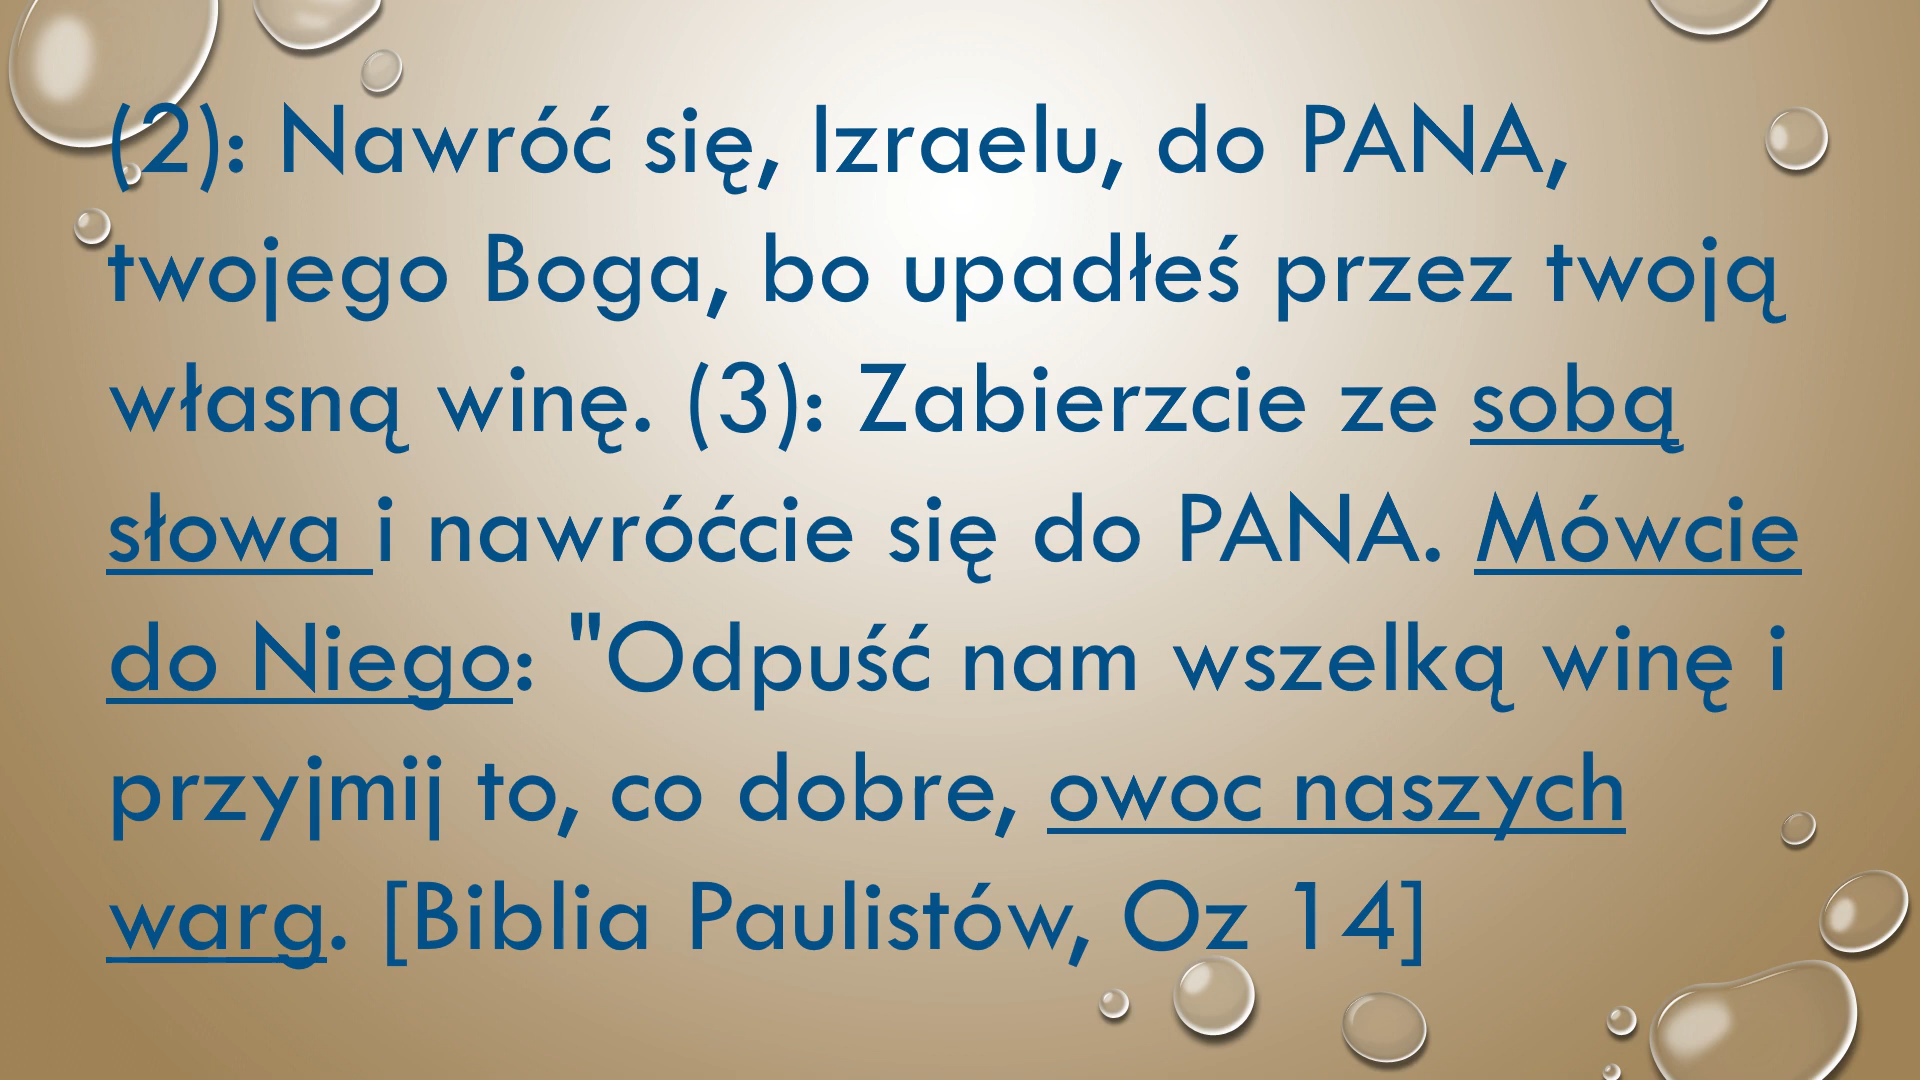 (2): Nawróć się, Izraelu, do PANA,
twojego Boga, bo upadłeś przez twoją
własną winę. (3): Zabierzcie ze sobą
słowa i nawróćcie się do PANA. Mówcie
do Niego: "Odpuść nam wszelką winę i
przyjmij to, co dobre, owoc naszych
warg. [Biblia Paulistów, Oz 14]